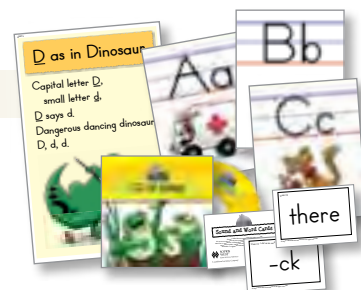 D as in Dinosaur
Capital letter D,
small letter d,
D says d.
Dangerous dancing dinosaur
D, d, d.
Aa
Bb
Cc
Sound and Word Cards
there
-ck